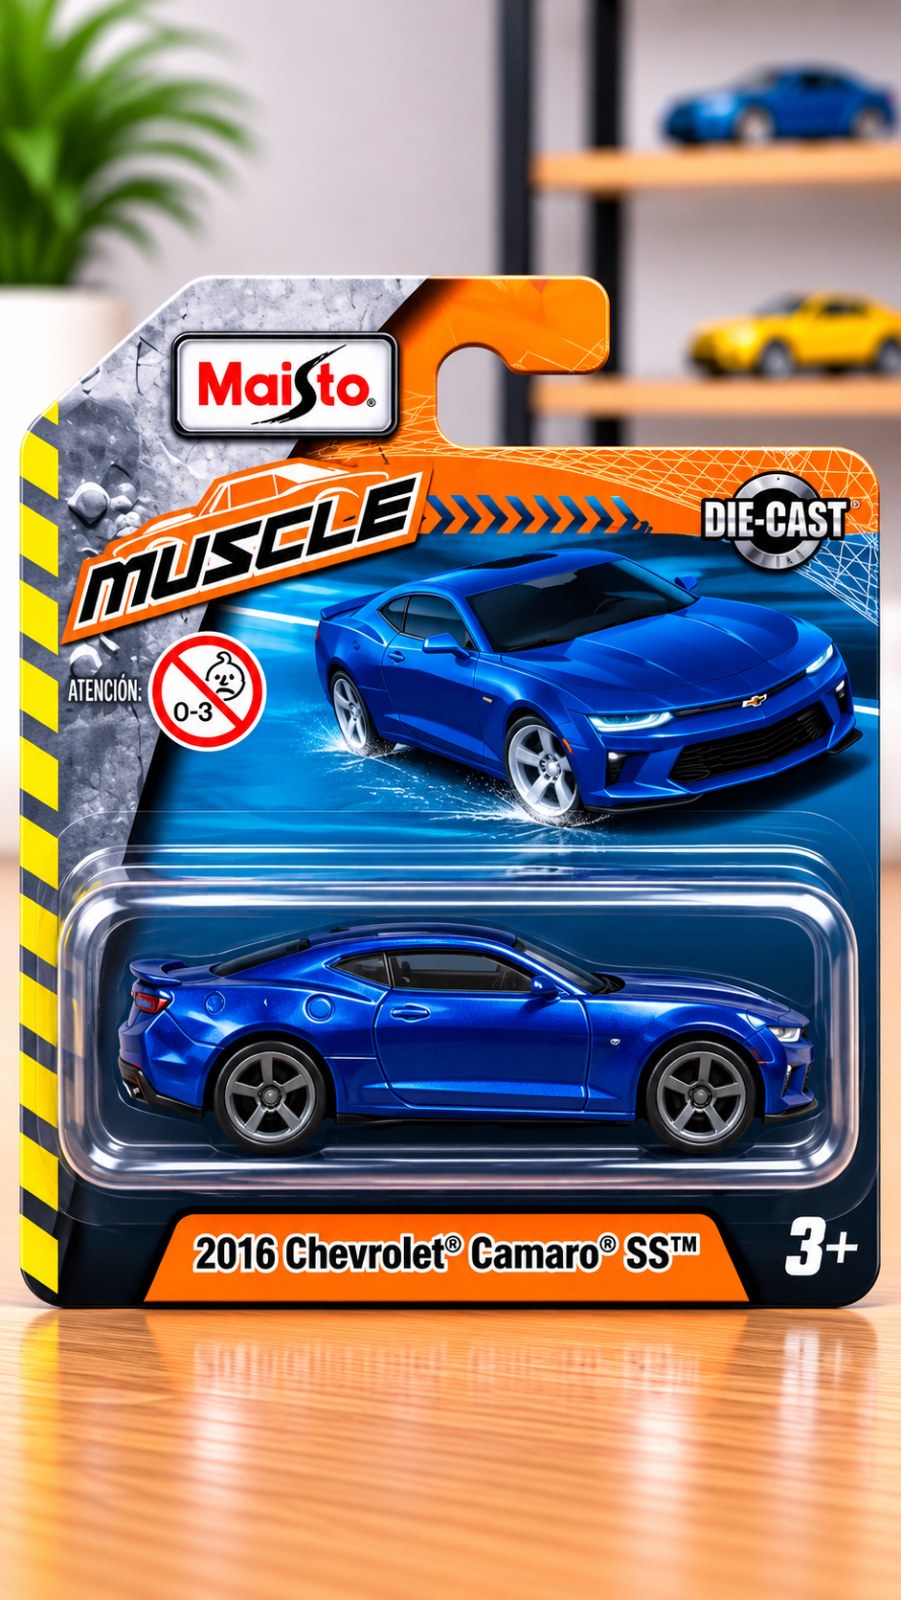 Maisto®
MUSCLE
DIE-CAST®
ATENCIÓN:
0-3
2016 Chevrolet® Camaro® SS™
3+